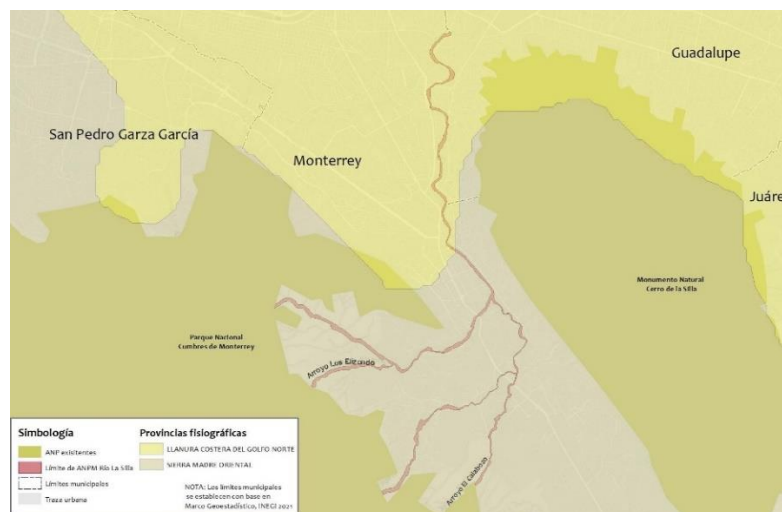 Guadalupe
San Pedro Garza García
Monterrey
Juáre
Monumento Natural
Cerro de la Silla
Parque Nacional
Cumbres de Monterrey
Arroyo Los Elizondo
Arroyo El Calabozo
Simbología
ANP exisitentes
Límite de ANPM Río La Silla
Límites municipales
Traza urbana
Provincias fisiográficas
LLANURA COSTERA DEL GOLFO NORTE
SIERRA MADRE ORIENTAL
NOTA: Los límites municipales
se establecen con base en
Marco Geoestadístico, INEGI 2021